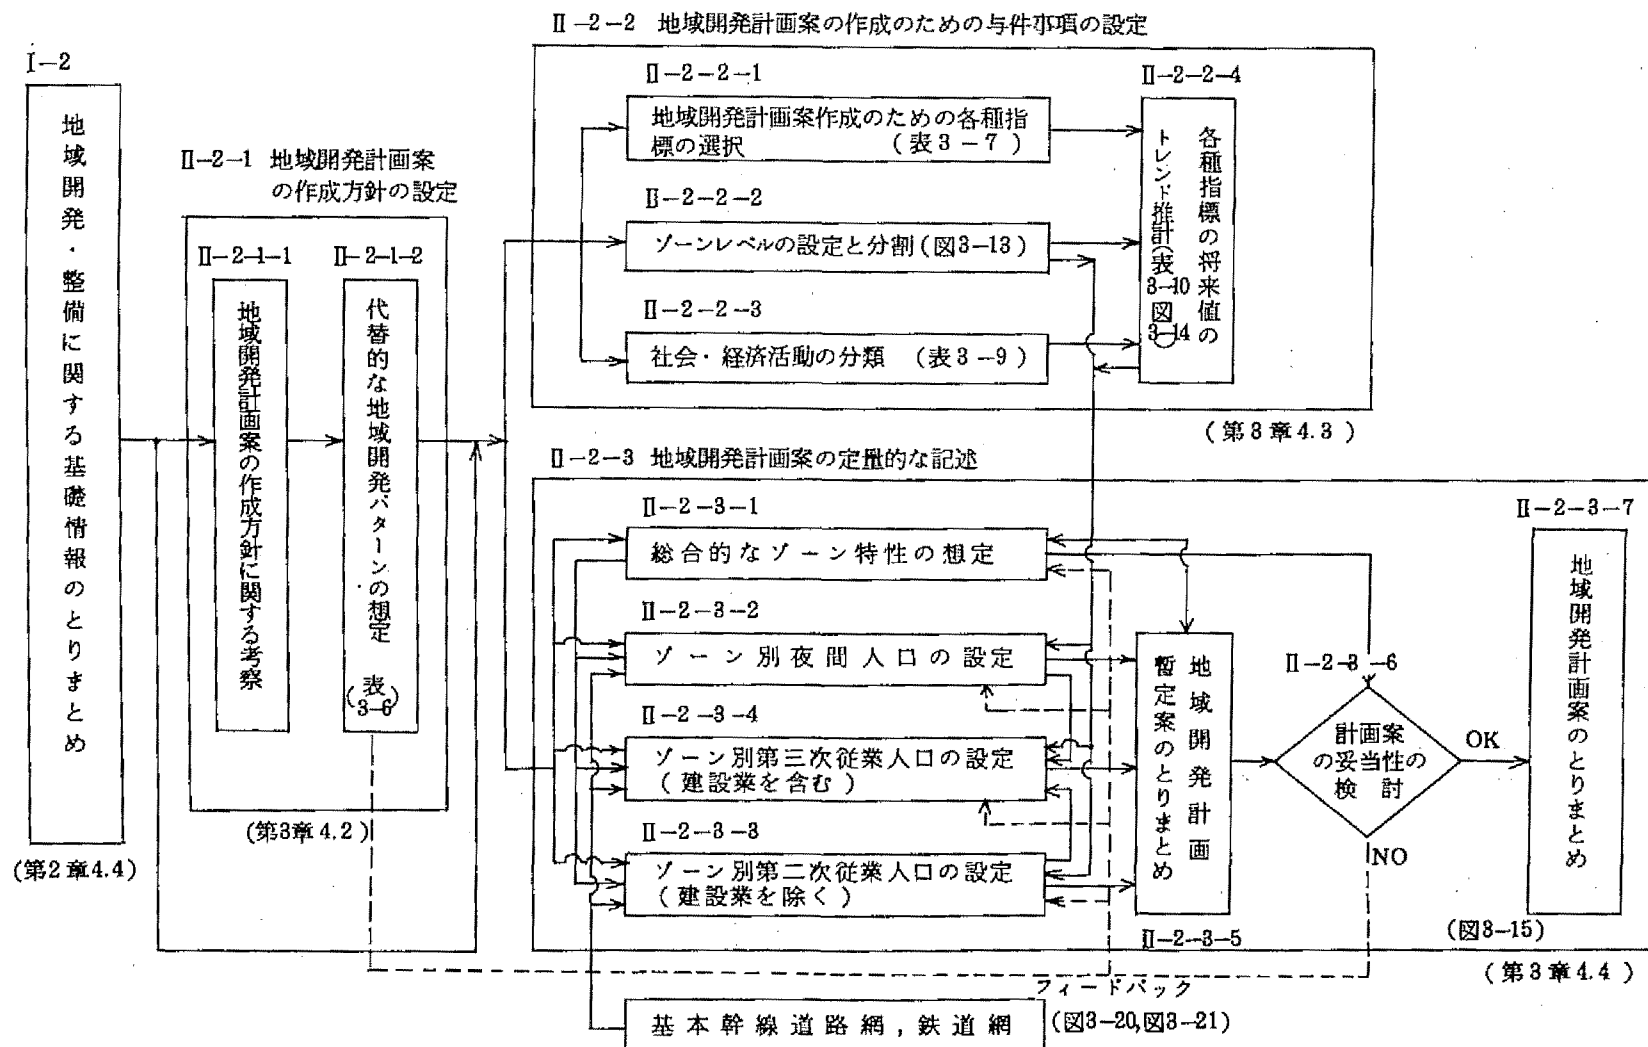 I-2
地域開発・整備に関する基礎情報のとりまとめ
(第2章4.4)
Ⅱ-2-1 地域開発計画案
の作成方針の設定
Ⅱ-2-1-1
地域開発計画案の作成方針に関する考察
Ⅱ-2-1-2
代替的な地域開発パターンの想定
(表3-6)
(第3章4.2)
Ⅱ-2-2 地域開発計画案の作成のための与件事項の設定
Ⅱ-2-2-1
地域開発計画案作成のための各種指
標の選択 (表3-7)
Ⅱ-2-2-2
ゾーンレベルの設定と分割(図3-13)
Ⅱ-2-2-3
社会・経済活動の分類 (表3-9)
Ⅱ-2-2-4
各種指標の将来値の
トレンド推計(表3-10図3-14)
(第3章4.3)
Ⅱ-2-3 地域開発計画案の定量的な記述
Ⅱ-2-3-1
総合的なゾーン特性の想定
Ⅱ-2-3-2
ゾーン別夜間人口の設定
Ⅱ-2-3-4
ゾーン別第三次従業人口の設定
(建設業を含む)
Ⅱ-2-3-3
ゾーン別第二次従業人口の設定
(建設業を除く)
地域開発計画
暫定案のとりまとめ
Ⅱ-2-3-5
Ⅱ-2-3-6
計画案
の妥当性の
検討
OK
NO
Ⅱ-2-3-7
地域開発計画案のとりまとめ
(図3-15)
(第3章4.4)
フィードバック
基本幹線道路網,鉄道網
(図3-20,図3-21)